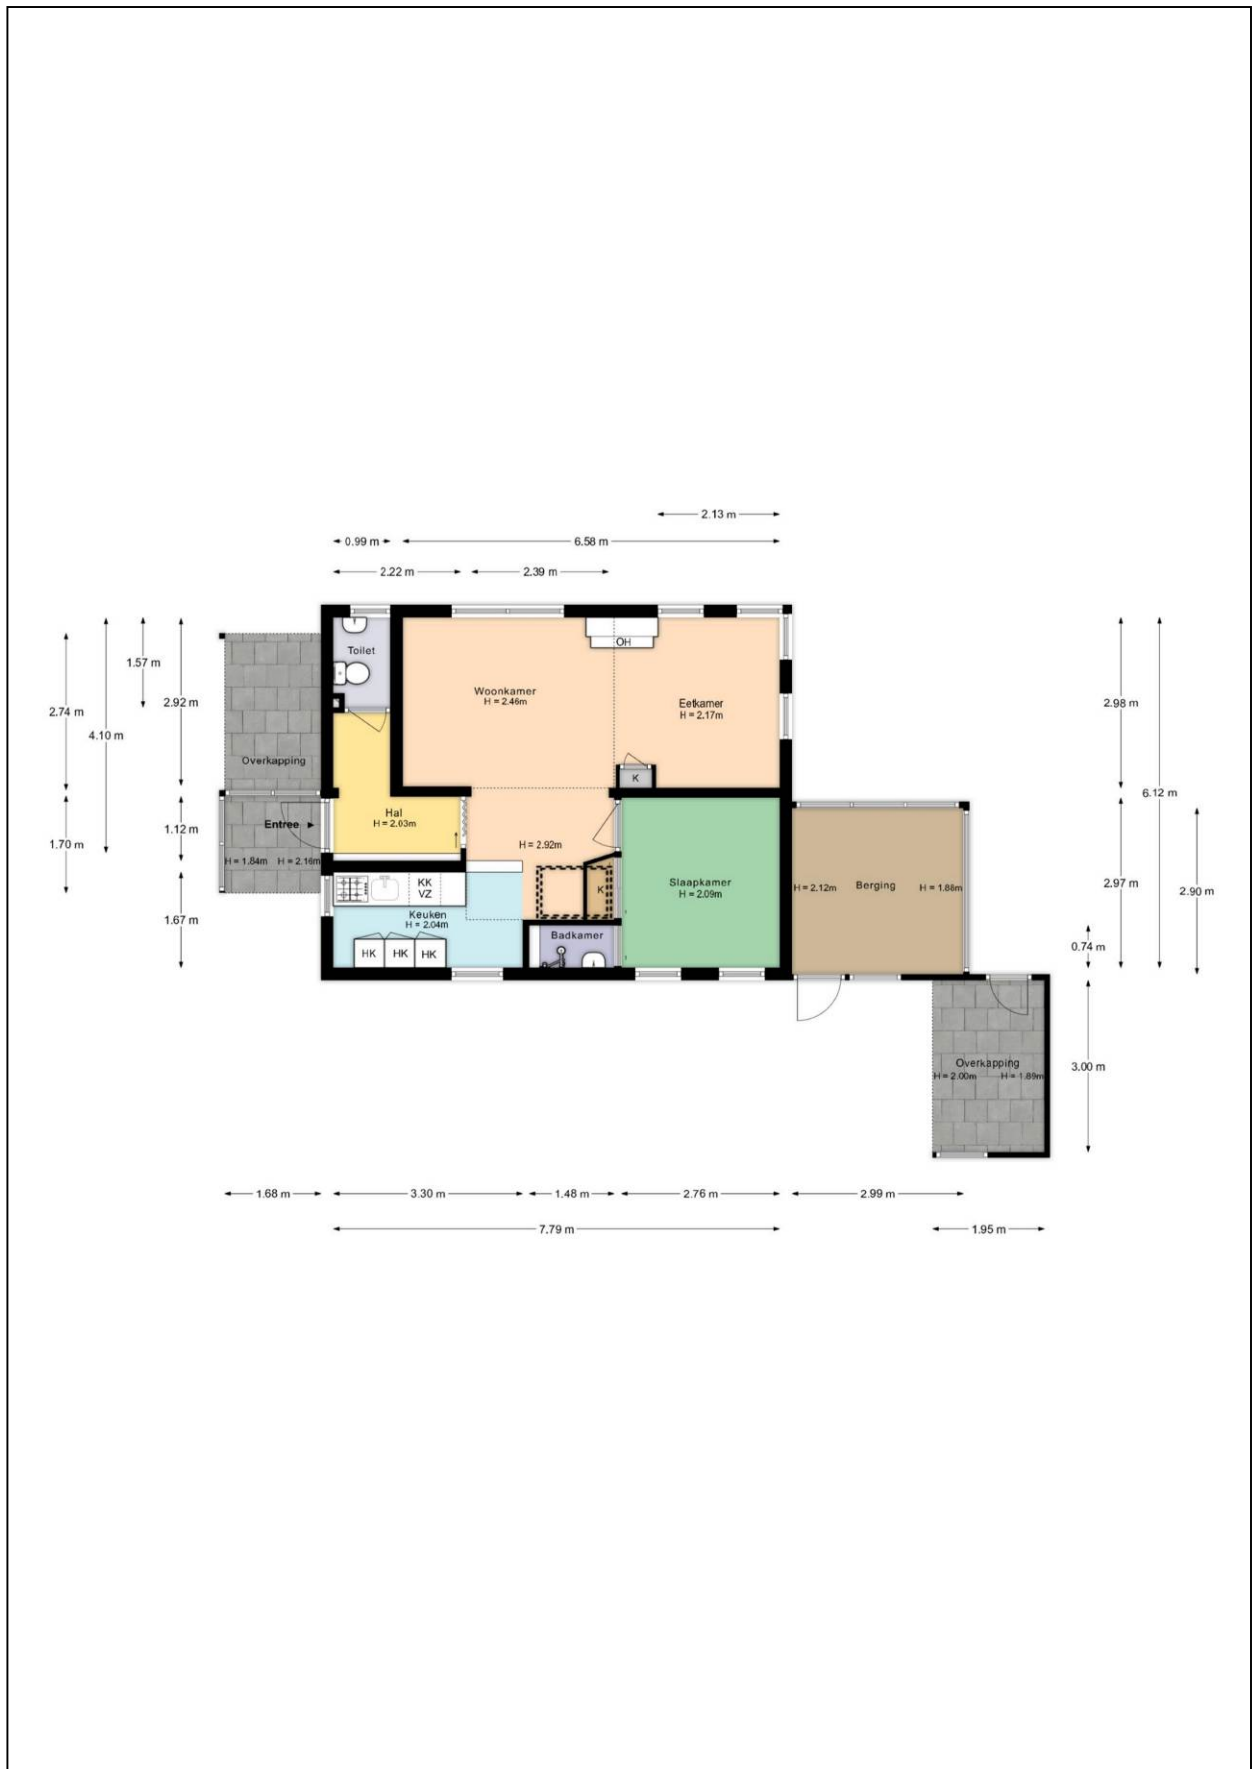 2.13 m
0.99 m
6.58 m
2.22 m
2.39 m
Toilet
OH
1.57 m
Woonkamer
H = 2.46m
Eetkamer
H = 2.17m
2.92 m
2.98 m
2.74 m
4.10 m
Overkapping
K
6.12 m
Hal
H = 2.03m
Entree
1.12 m
1.70 m
H = 2.92m
H = 1.84m
H = 2.16m
KK
VZ
K
Slaapkamer
H = 2.09m
H = 2.12m
Berging
H = 1.88m
2.97 m
2.90 m
Keuken
H = 2.04m
1.67 m
Badkamer
0.74 m
HK
HK
HK
Overkapping
H = 2.00m
H = 1.89m
3.00 m
1.68 m
3.30 m
1.48 m
2.76 m
2.99 m
7.79 m
1.95 m